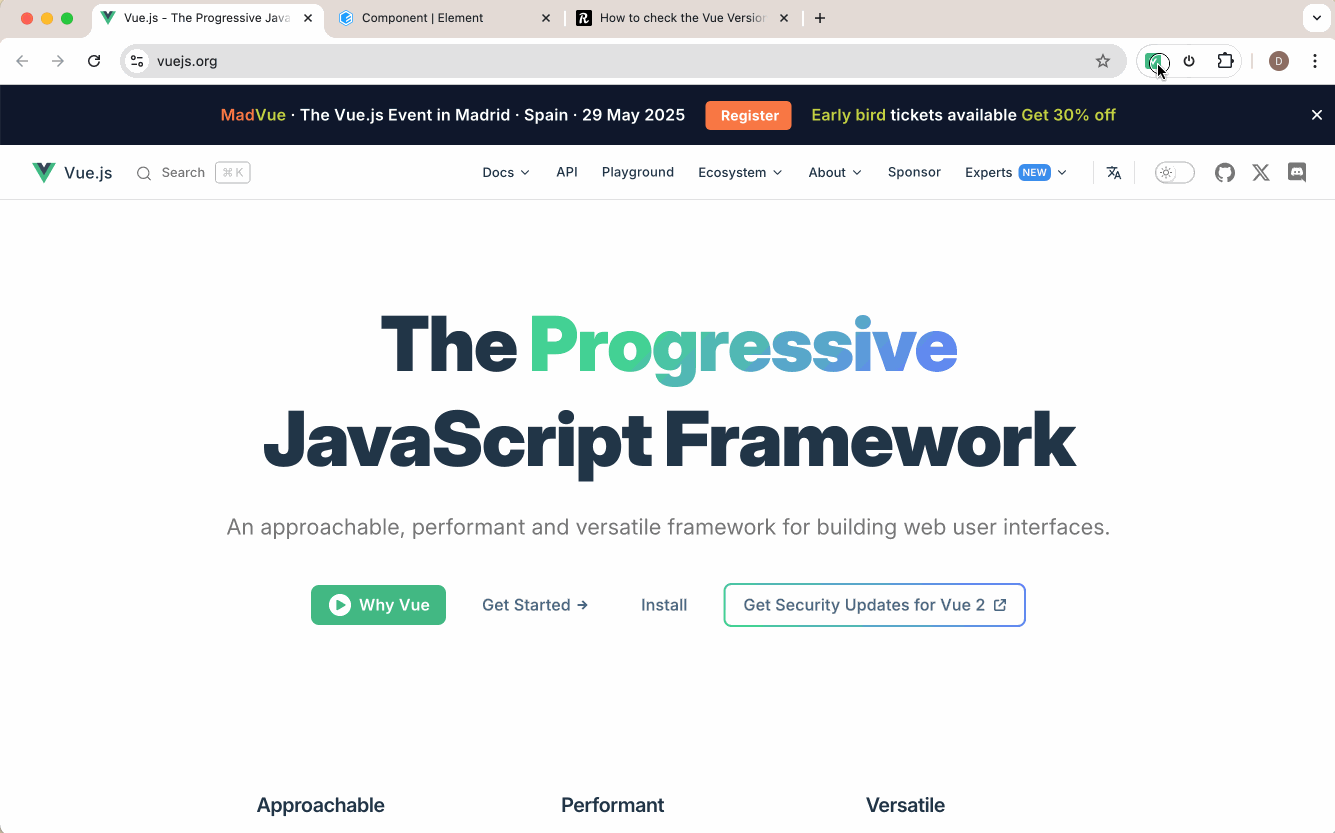 Vue.js - The Progressive Java
Component | Element
How to check the Vue Version
vuejs.org
D
MadVue · The Vue.js Event in Madrid · Spain · 29 May 2025
Register
Early bird tickets available Get 30% off
Vue.js
Search
⌘ K
Docs
API
Playground
Ecosystem
About
Sponsor
Experts NEW
The Progressive
JavaScript Framework
An approachable, performant and versatile framework for building web user interfaces.
Why Vue
Get Started →
Install
Get Security Updates for Vue 2
Approachable
Performant
Versatile